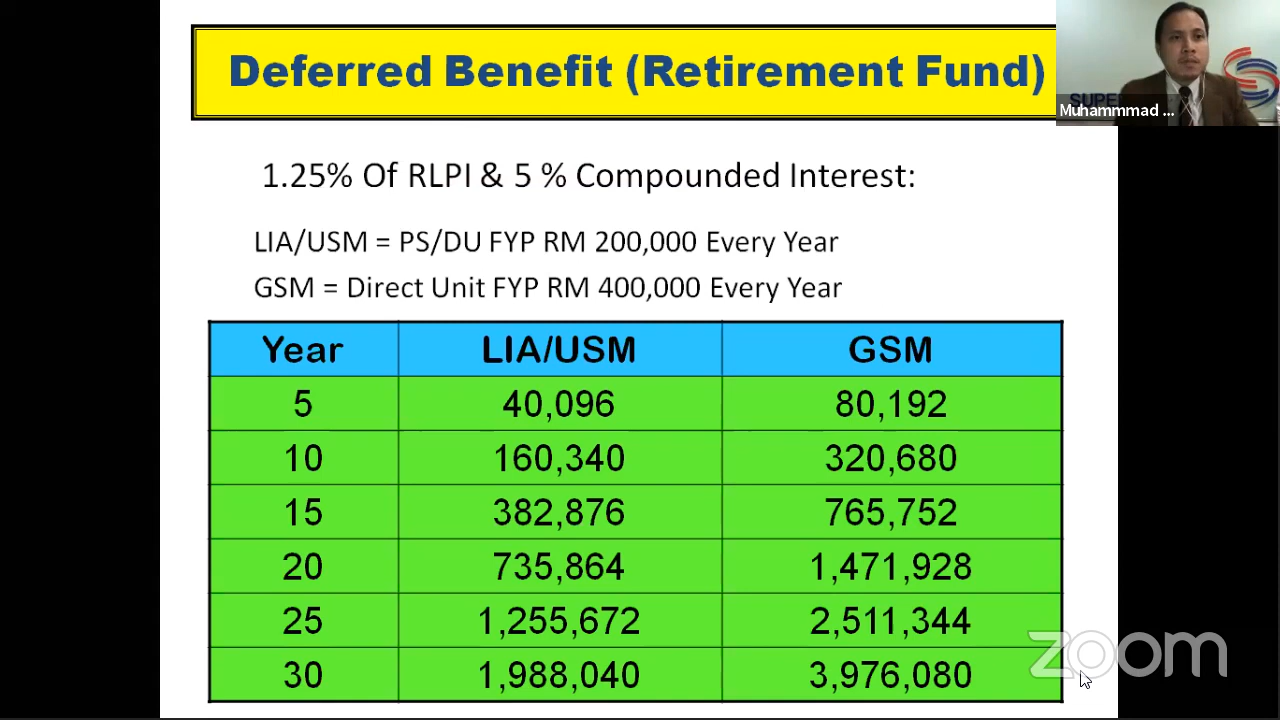 Deferred Benefit (Retirement Fund)
SUPE
Muhammmad ...
1.25% Of RLPI & 5 % Compounded Interest:
LIA/USM = PS/DU FYP RM 200,000 Every Year
GSM = Direct Unit FYP RM 400,000 Every Year
Year LIA/USM GSM
5 40,096 80,192
10 160,340 320,680
15 382,876 765,752
20 735,864 1,471,928
25 1,255,672 2,511,344
30 1,988,040 3,976,080
zoom